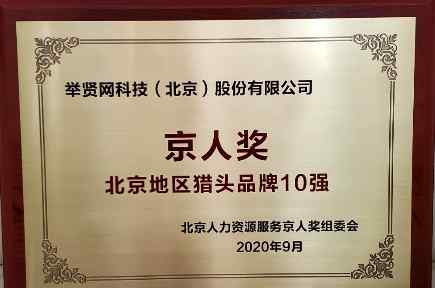 举贤网科技（北京）股份有限公司
京人奖
北京地区猎头品牌10强
北京人力资源服务京人奖组委会
2020年9月